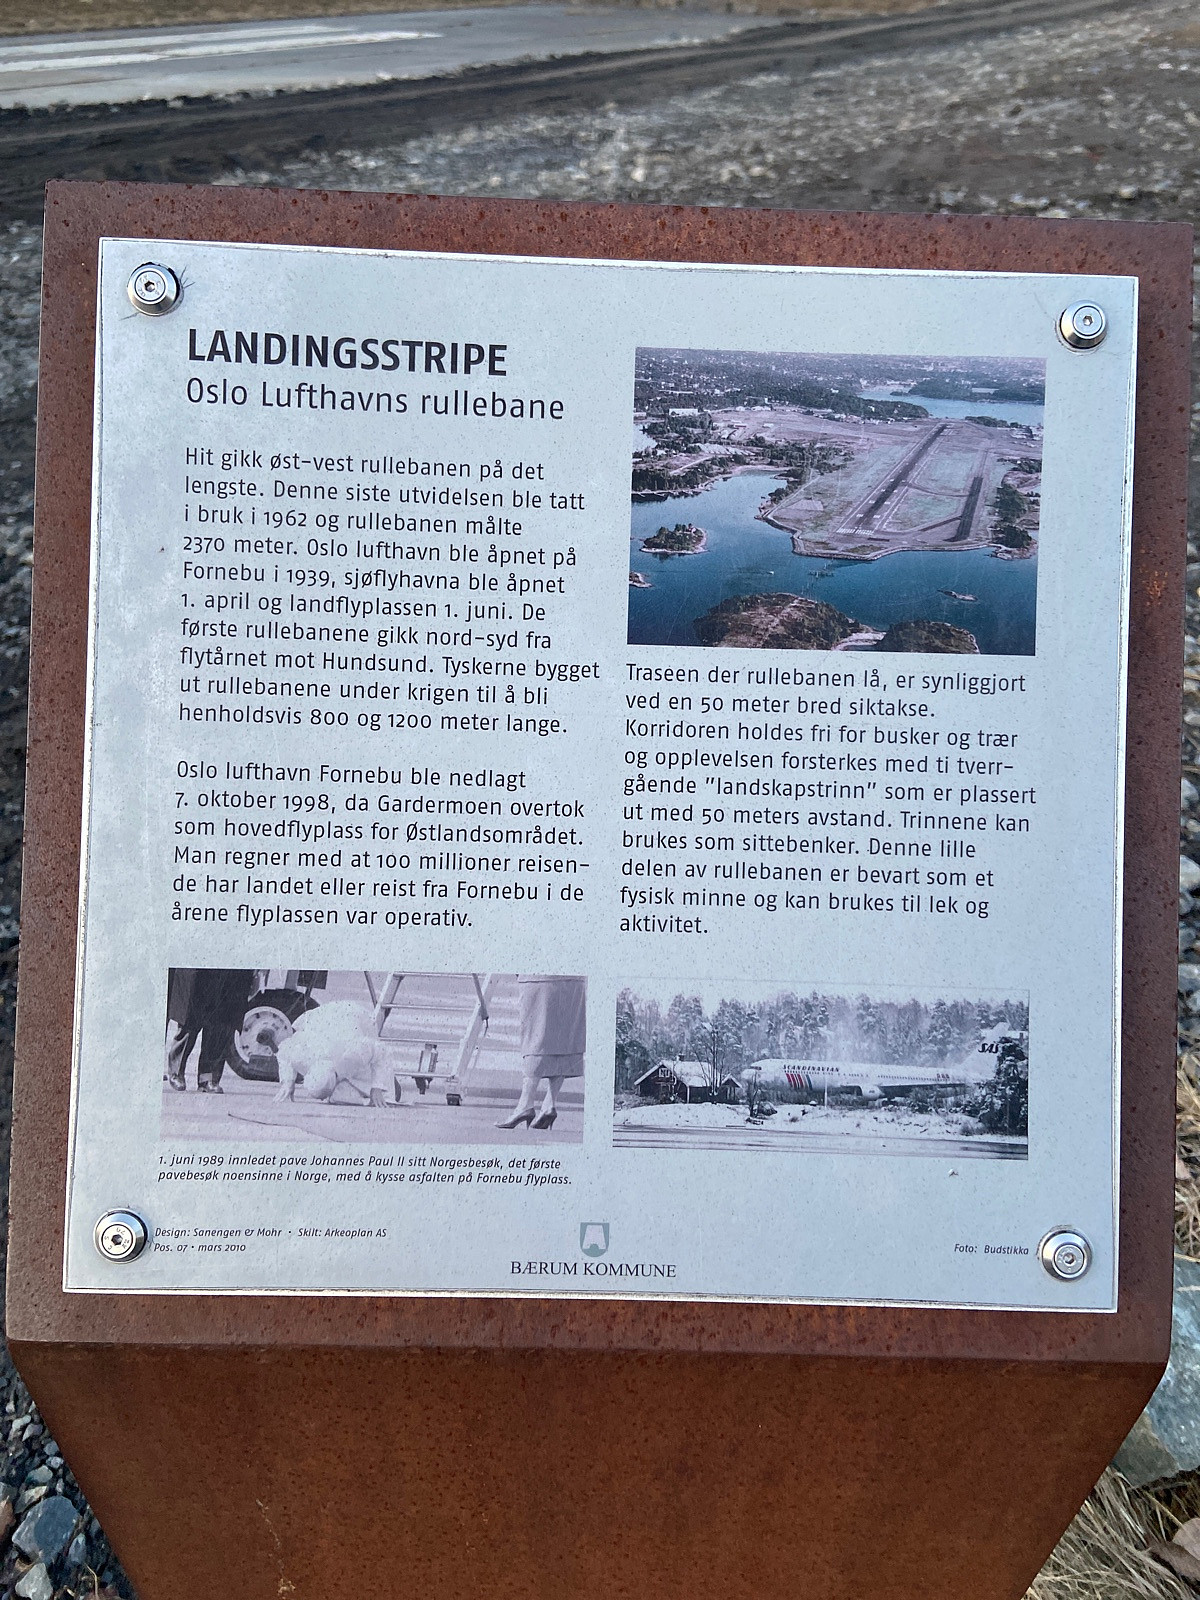 LANDINGSSTRIPE
Oslo Lufthavns rullebane
Hit gikk øst-vest rullebanen på det
lengste. Denne siste utvidelsen ble tatt
i bruk i 1962 og rullebanen målte
2370 meter. Oslo lufthavn ble åpnet på
Fornebu i 1939, sjøflyhavna ble åpnet
1. april og landflyplassen 1. juni. De
første rullebanene gikk nord-syd fra
flytårnet mot Hundsund. Tyskerne bygget
ut rullebanene under krigen til å bli
henholdsvis 800 og 1200 meter lange.
Oslo lufthavn Fornebu ble nedlagt
7. oktober 1998, da Gardermoen overtok
som hovedflyplass for Østlandsområdet.
Man regner med at 100 millioner reisen-
de har landet eller reist fra Fornebu i de
årene flyplassen var operativ.
Traseen der rullebanen lå, er synliggjort
ved en 50 meter bred siktakse.
Korridoren holdes fri for busker og trær
og opplevelsen forsterkes med ti tverr-
gående "landskapstrinn" som er plassert
ut med 50 meters avstand. Trinnene kan
brukes som sittebenker. Denne lille
delen av rullebanen er bevart som et
fysisk minne og kan brukes til lek og
aktivitet.
SCANDINAVIAN
SAS
1. juni 1989 innledet pave Johannes Paul II sitt Norgesbesøk, det første
pavebesøk noensinne i Norge, med å kysse asfalten på Fornebu flyplass.
Design: Sanengen & Mohr • Skilt: Arkeoplan AS
Pos. 07 • mars 2010
BÆRUM KOMMUNE
Foto: Budstikka